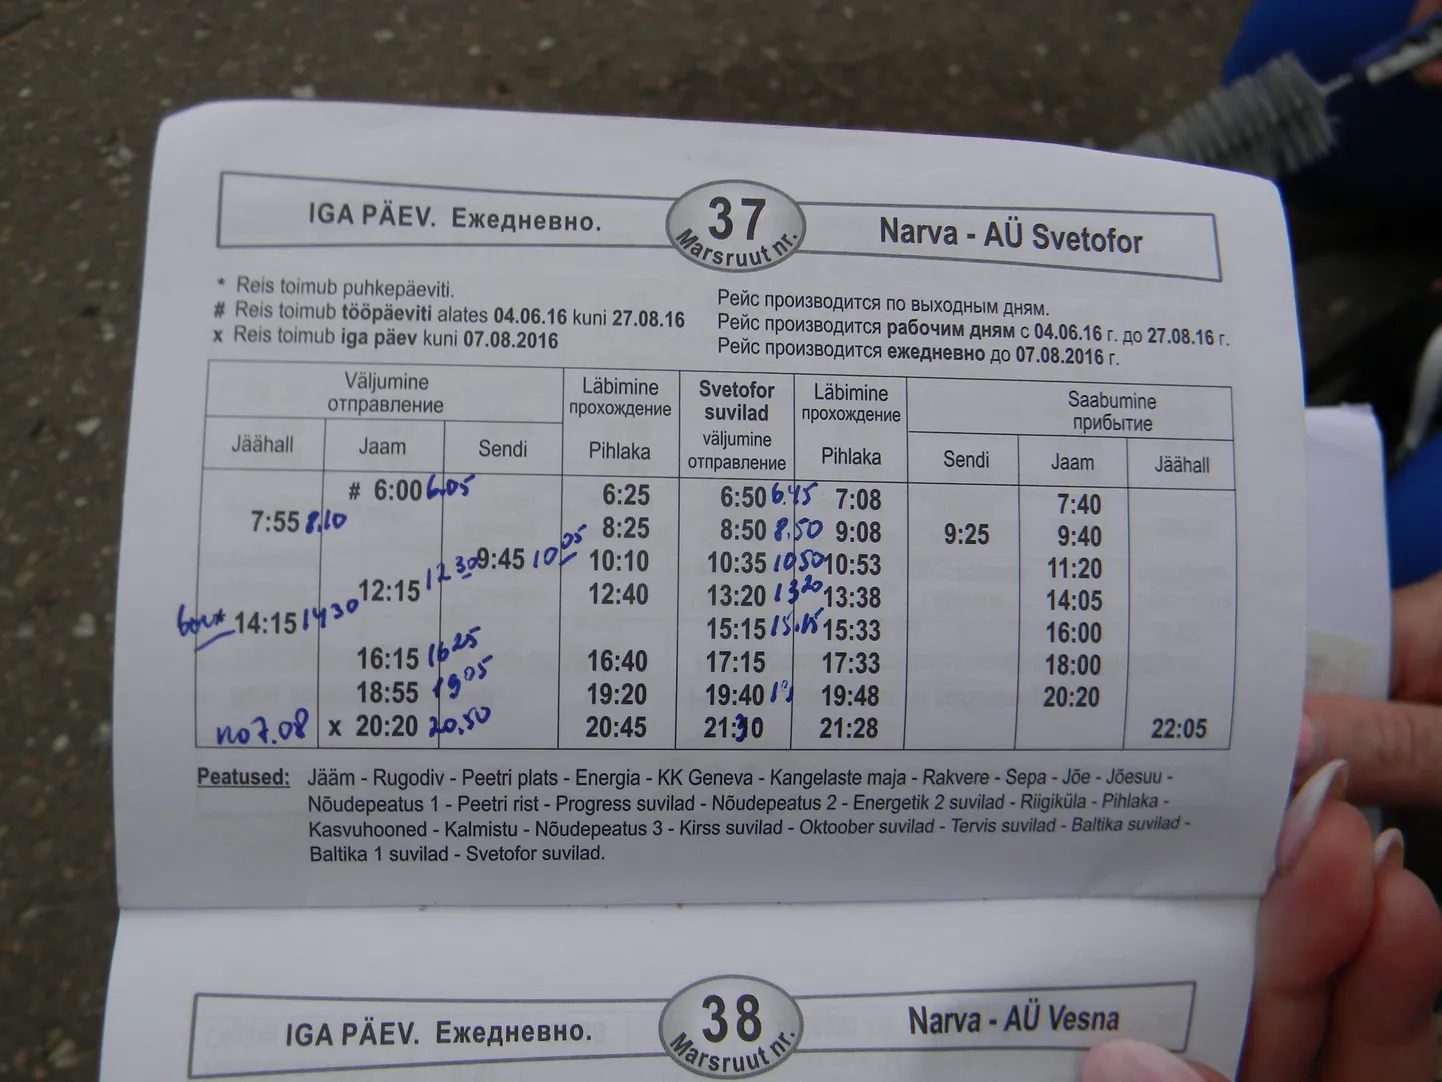 IGA PÄEV. Ежедневно. 37 Marsruut nr. Narva - AÜ Svetofor
* Reis toimub puhkepäeviti. Рейс производится по выходным дням.
# Reis toimub tööpäeviti alates 04.06.16 kuni 27.08.16 Рейс производится рабочим дням с 04.06.16 г. до 27.08.16 г.
x Reis toimub iga päev kuni 07.08.2016 Рейс производится ежедневно до 07.08.2016 г.
Väljumine Läbimine Svetofor Läbimine Saabumine
отправление прохождение suvilad прохождение прибытие
Jäähall Jaam Sendi Pihlaka väljumine отправление Pihlaka Sendi Jaam Jäähall
# 6:00 6.05 6:25 6:50 6.45 7:08 7:40
7:55 8.10 8:25 8:50 8.50 9:08 9:25 9:40
9:45 10 05 10:10 10:35 10 50 10:53 11:20
12:15 12 30 12:40 13:20 13 20 13:38 14:05
14:15 14 30 15:15 15.15 15:33 16:00
16:15 16 25 16:40 17:15 17:33 18:00
18:55 19 05 19:20 19:40 19:48 20:20
по 7.08 x 20:20 20.50 20:45 21:10 21:28 22:05
Peatused: Jääm - Rugodiv - Peetri plats - Energia - KK Geneva - Kangelaste maja - Rakvere - Sepa - Jõe - Jõesuu -
Nõudepeatus 1 - Peetri rist - Progress suvilad - Nõudepeatus 2 - Energetik 2 suvilad - Riigiküla - Pihlaka -
Kasvuhooned - Kalmistu - Nõudepeatus 3 - Kirss suvilad - Oktoober suvilad - Tervis suvilad - Baltika suvilad -
Baltika 1 suvilad - Svetofor suvilad.
IGA PÄEV. Ежедневно. 38 Marsruut nr. Narva - AÜ Vesna